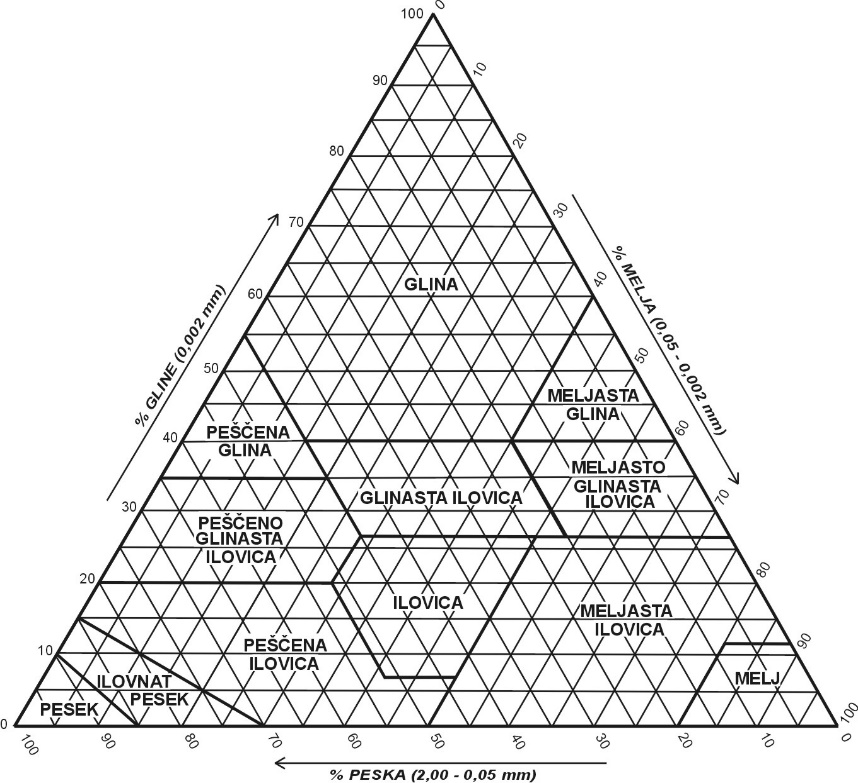 100
0
90
10
80
20
70
30
60
40
50
50
40
60
30
70
20
80
10
90
0
100
% GLINE (0,002 mm)
% MELJA (0,05 - 0,002 mm)
GLINA
MELJASTA
GLINA
PEŠČENA
GLINA
MELJASTO
GLINASTA
ILOVICA
GLINASTA ILOVICA
PEŠČENO
GLINASTA
ILOVICA
ILOVICA
MELJASTA
ILOVICA
PEŠČENA
ILOVICA
ILOVNAT
PESEK
MELJ
PESEK
100
90
80
70
60
50
40
30
20
10
0
% PESKA (2,00 - 0,05 mm)